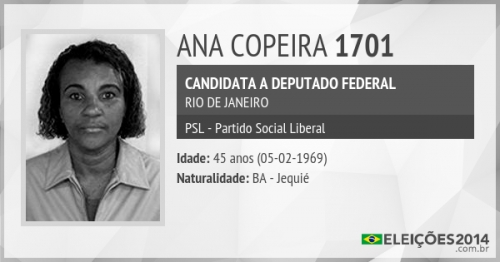 ANA COPEIRA 1701
CANDIDATA A DEPUTADO FEDERAL
RIO DE JANEIRO
PSL - Partido Social Liberal
Idade: 45 anos (05-02-1969)
Naturalidade: BA - Jequié
ELEIÇÕES2014
.com.br